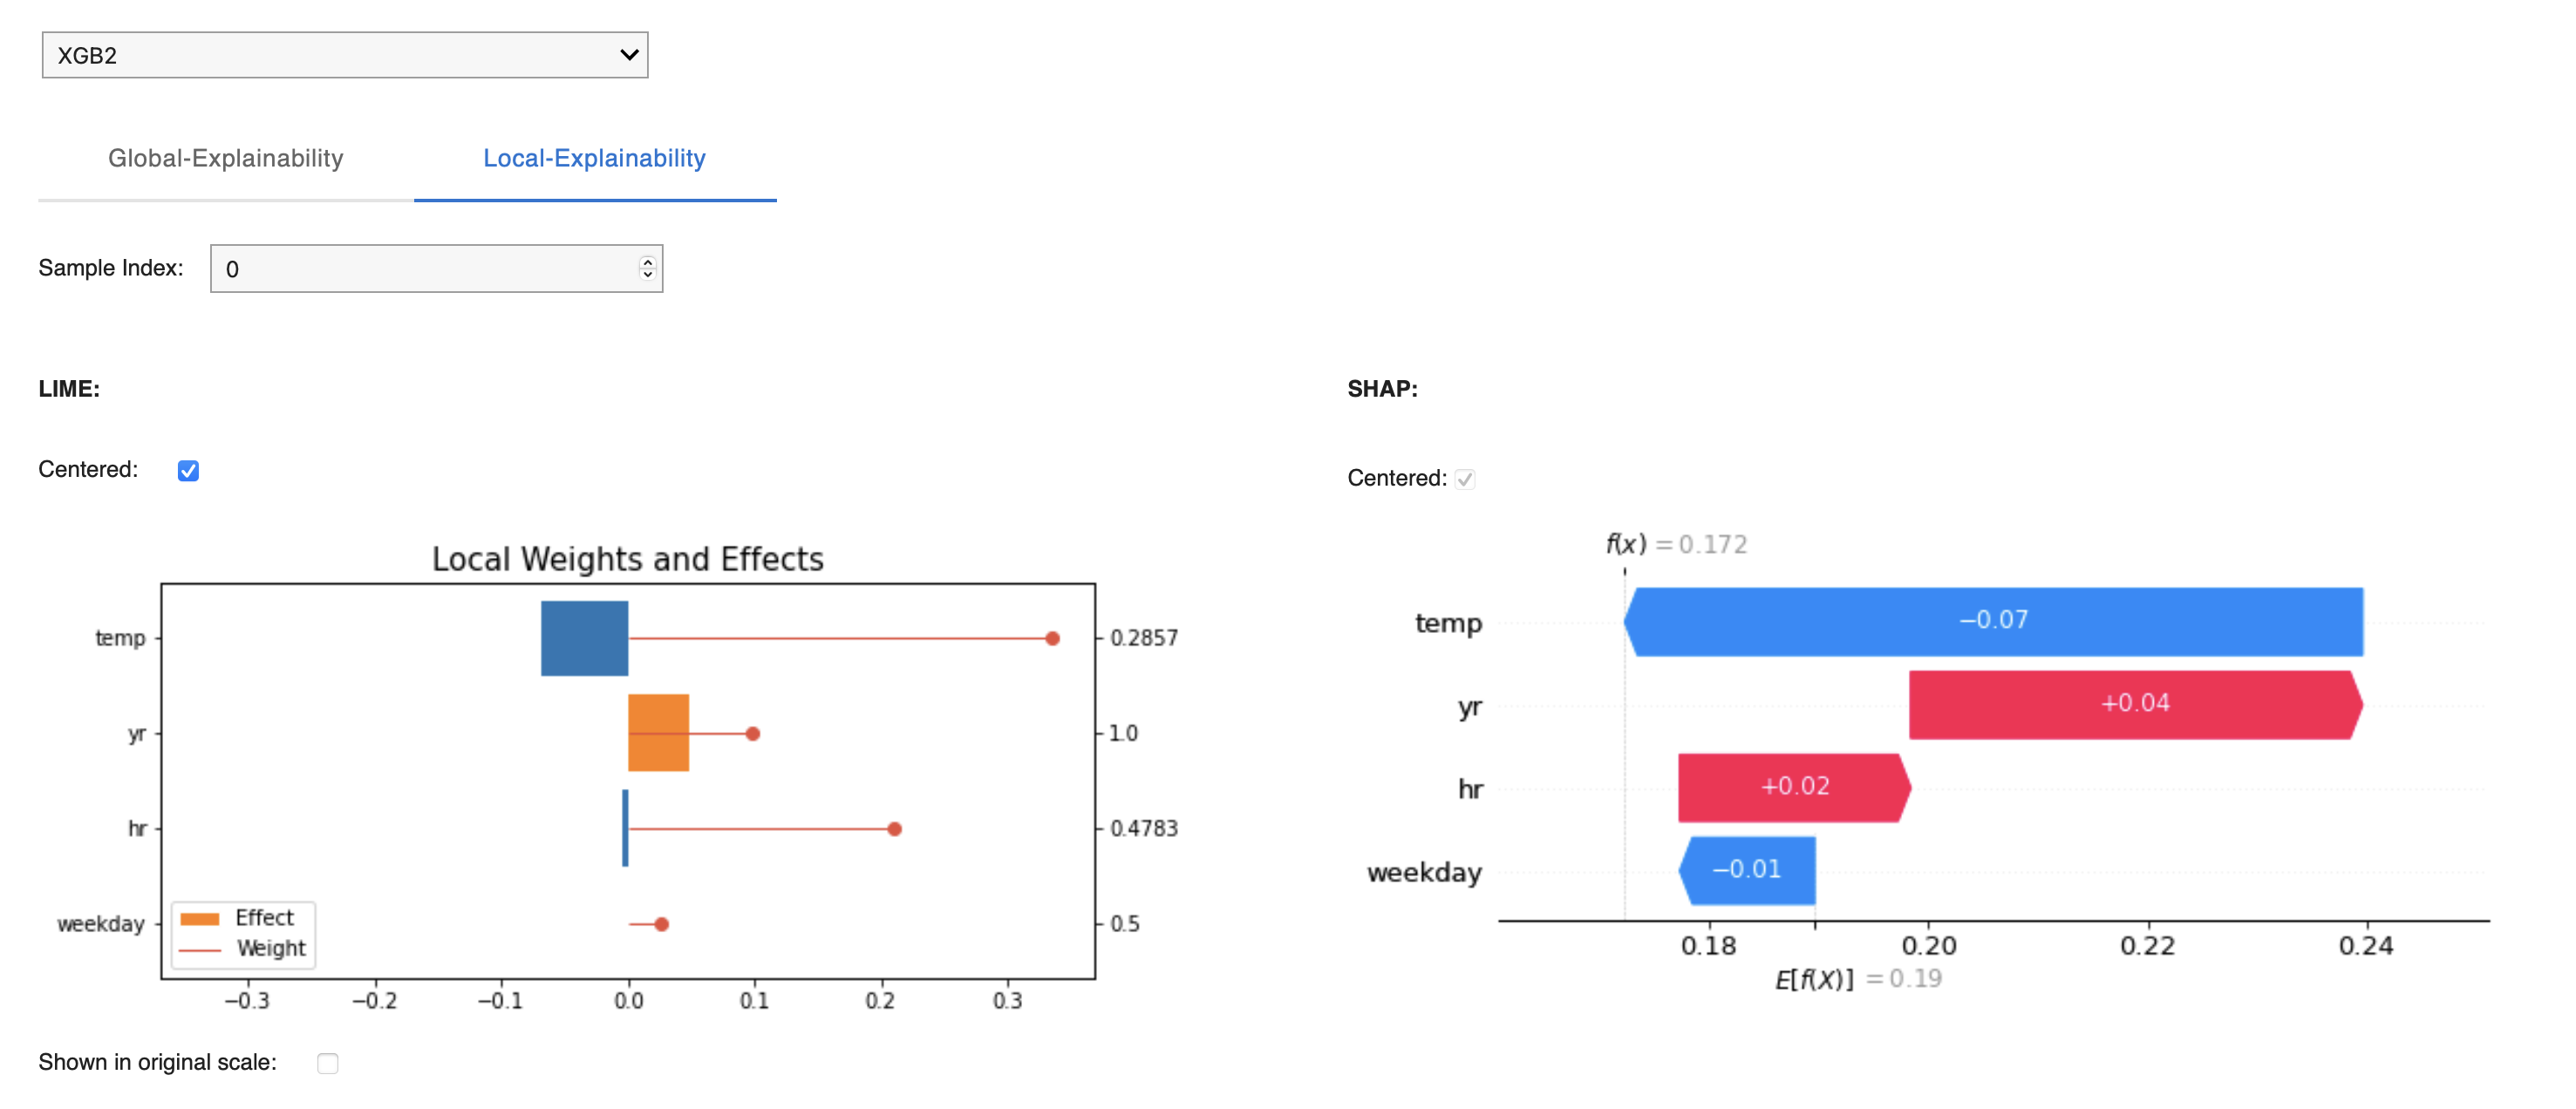 XGB2
Global-Explainability Local-Explainability
Sample Index: 0
LIME:
Centered:
Local Weights and Effects
temp 0.2857
yr 1.0
hr 0.4783
weekday 0.5
Effect
Weight
−0.3 −0.2 −0.1 0.0 0.1 0.2 0.3
Shown in original scale:
SHAP:
Centered:
f(x) = 0.172
temp −0.07
yr +0.04
hr +0.02
weekday −0.01
0.18 0.20 0.22 0.24
E[f(X)] = 0.19